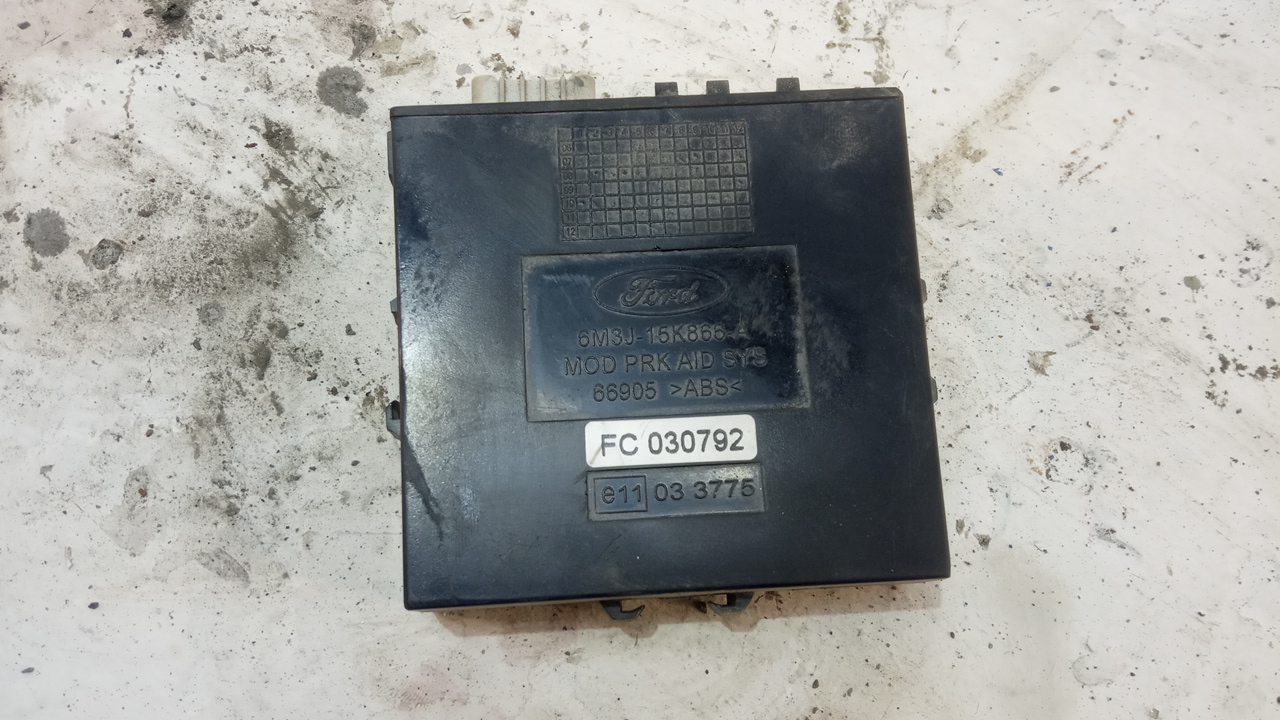 Ford
6M3J-15K866-A
MOD PRK AID SYS
66905 >ABS<
FC 030792
e11 03 3775